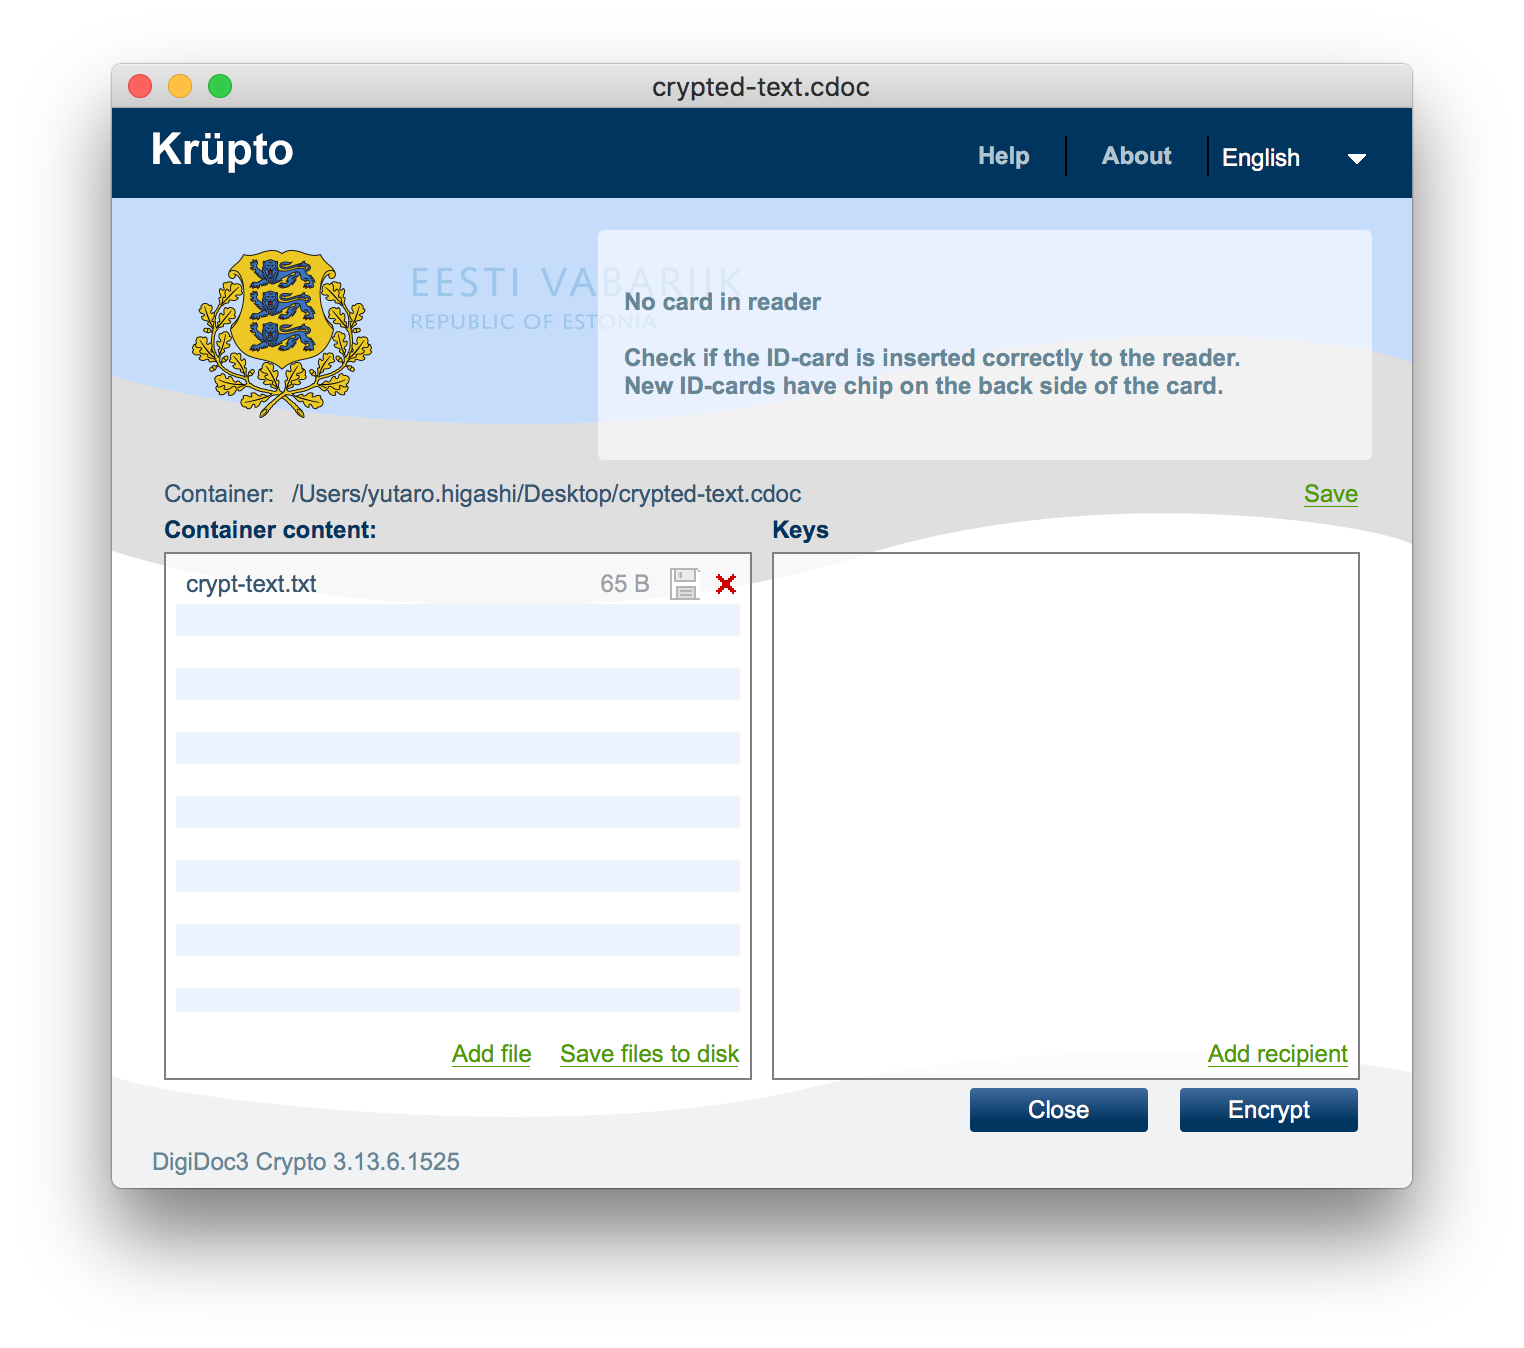 crypted-text.cdoc
Krüpto
Help
About
English
EESTI VABARIIK
REPUBLIC OF ESTONIA
No card in reader
Check if the ID-card is inserted correctly to the reader.
New ID-cards have chip on the back side of the card.
Container: /Users/yutaro.higashi/Desktop/crypted-text.cdoc
Save
Container content:
Keys
crypt-text.txt 65 B
Add file
Save files to disk
Add recipient
Close
Encrypt
DigiDoc3 Crypto 3.13.6.1525